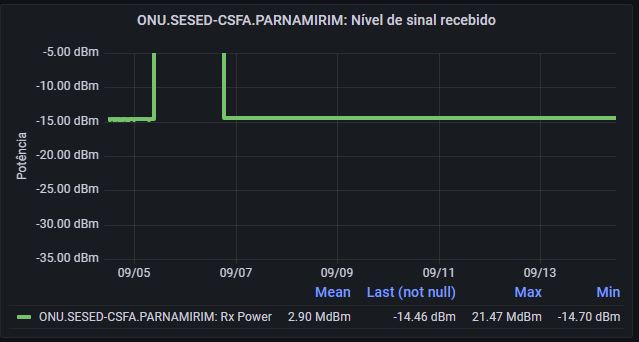 ONU.SESED-CSFA.PARNAMIRIM: Nível de sinal recebido
-5.00 dBm
-10.00 dBm
-15.00 dBm
-20.00 dBm
-25.00 dBm
-30.00 dBm
-35.00 dBm
Potência
09/05 09/07 09/09 09/11 09/13
Mean Last (not null) Max Min
ONU.SESED-CSFA.PARNAMIRIM: Rx Power 2.90 MdBm -14.46 dBm 21.47 MdBm -14.70 dBm